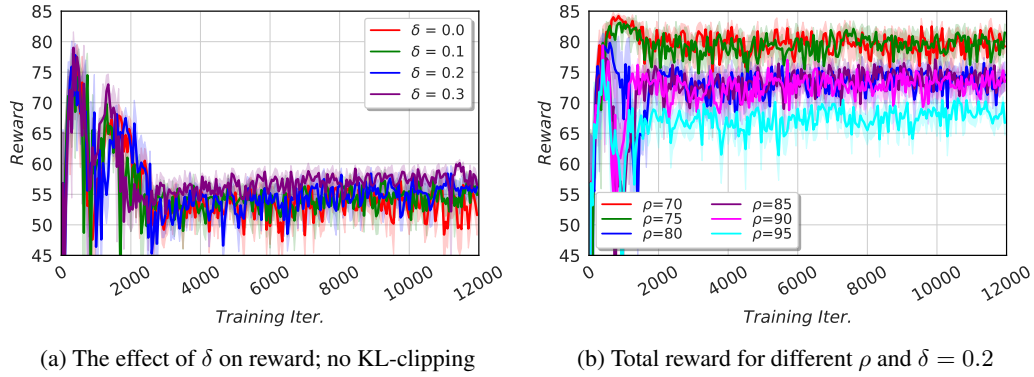 85
80
75
70
65
60
55
50
45
Reward
δ = 0.0
δ = 0.1
δ = 0.2
δ = 0.3
0
2000
4000
6000
8000
10000
12000
Training Iter.
(a) The effect of δ on reward; no KL-clipping
85
80
75
70
65
60
55
50
45
Reward
ρ=70 ρ=85
ρ=75 ρ=90
ρ=80 ρ=95
0
2000
4000
6000
8000
10000
12000
Training Iter.
(b) Total reward for different ρ and δ = 0.2